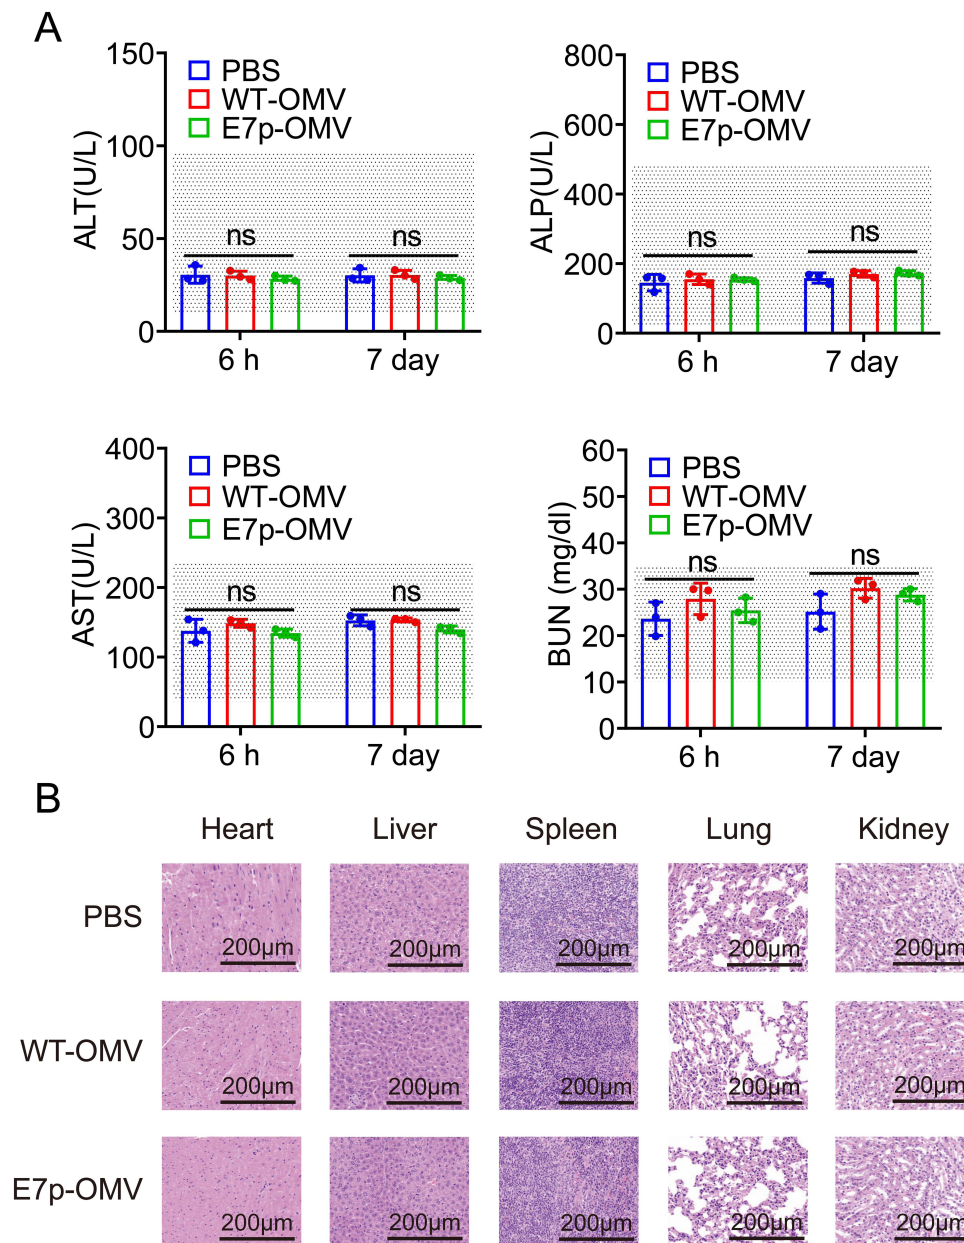 A
ALT(U/L)
150
100
50
0
PBS
WT-OMV
E7p-OMV
ns
ns
6 h
7 day
ALP(U/L)
800
600
400
200
0
PBS
WT-OMV
E7p-OMV
ns
ns
6 h
7 day
AST(U/L)
400
300
200
100
0
PBS
WT-OMV
E7p-OMV
ns
ns
6 h
7 day
BUN (mg/dl)
60
50
40
30
20
10
0
PBS
WT-OMV
E7p-OMV
ns
ns
6 h
7 day
B
Heart Liver Spleen Lung Kidney
PBS
200μm 200μm 200μm 200μm 200μm
WT-OMV
200μm 200μm 200μm 200μm 200μm
E7p-OMV
200μm 200μm 200μm 200μm 200μm